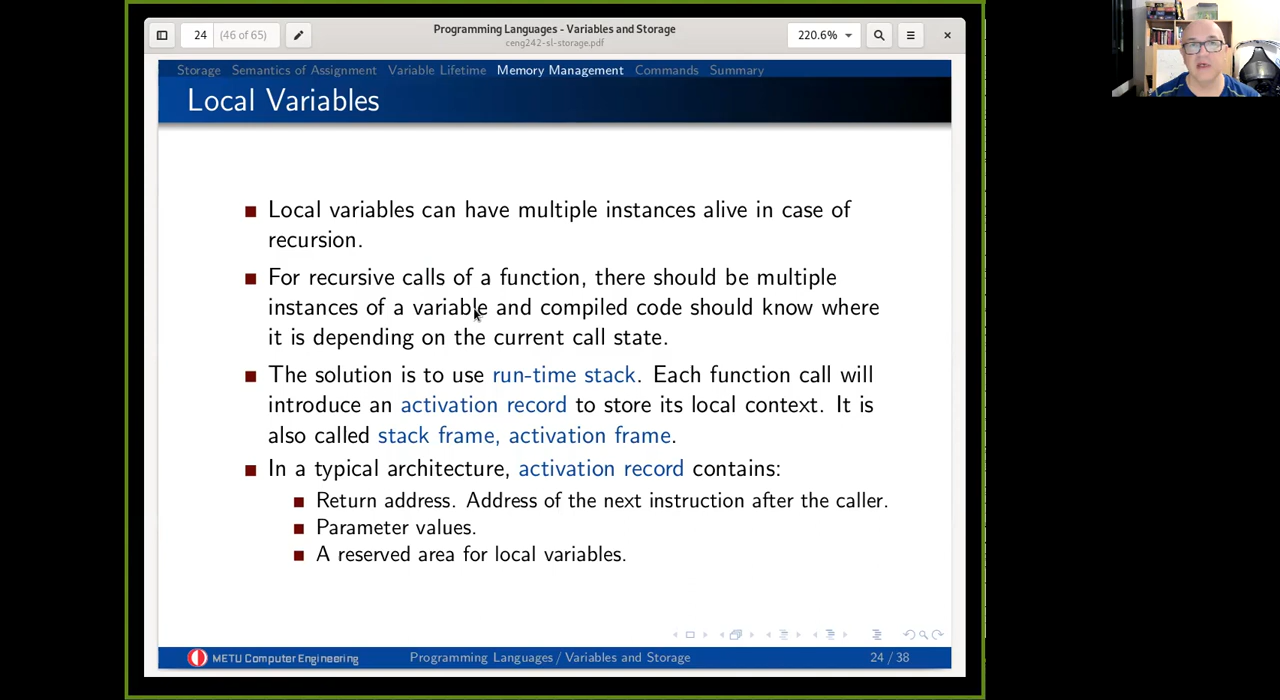 24 (46 of 65)
Programming Languages - Variables and Storage
ceng242-sl-storage.pdf
220.6%
Storage Semantics of Assignment Variable Lifetime Memory Management Commands Summary
Local Variables
Local variables can have multiple instances alive in case of
recursion.
For recursive calls of a function, there should be multiple
instances of a variable and compiled code should know where
it is depending on the current call state.
The solution is to use run-time stack. Each function call will
introduce an activation record to store its local context. It is
also called stack frame, activation frame.
In a typical architecture, activation record contains:
Return address. Address of the next instruction after the caller.
Parameter values.
A reserved area for local variables.
METU Computer Engineering Programming Languages / Variables and Storage 24 / 38